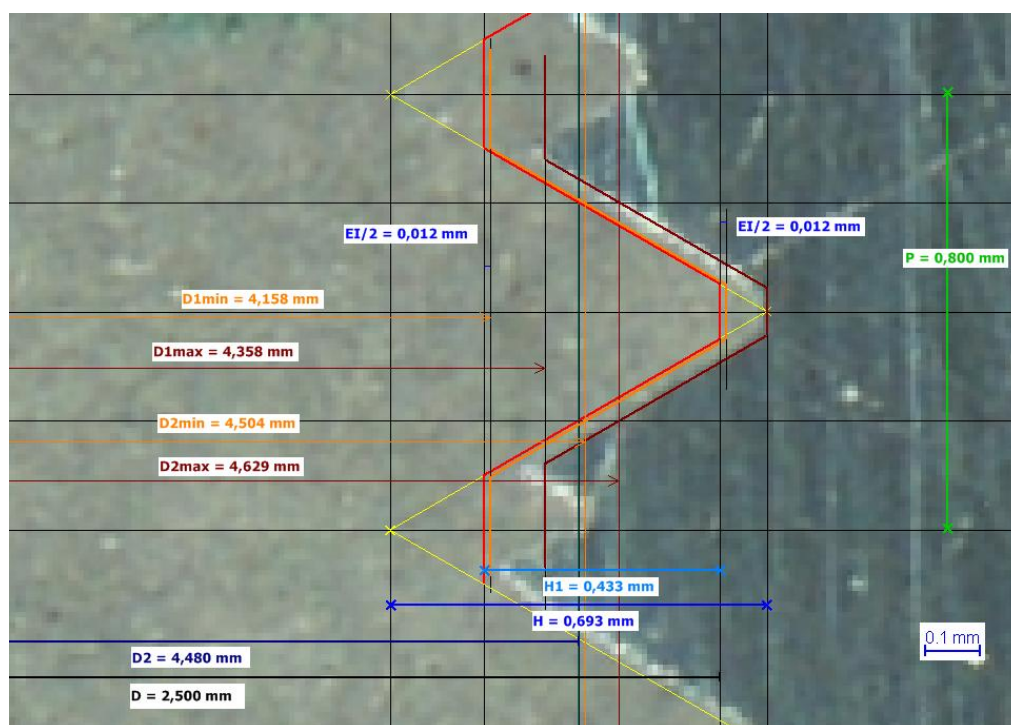 EI/2 = 0,012 mm
EI/2 = 0,012 mm
P = 0,800 mm
D1min = 4,158 mm
D1max = 4,358 mm
D2min = 4,504 mm
D2max = 4,629 mm
H1 = 0,433 mm
H = 0,693 mm
0.1 mm
D2 = 4,480 mm
D = 2,500 mm